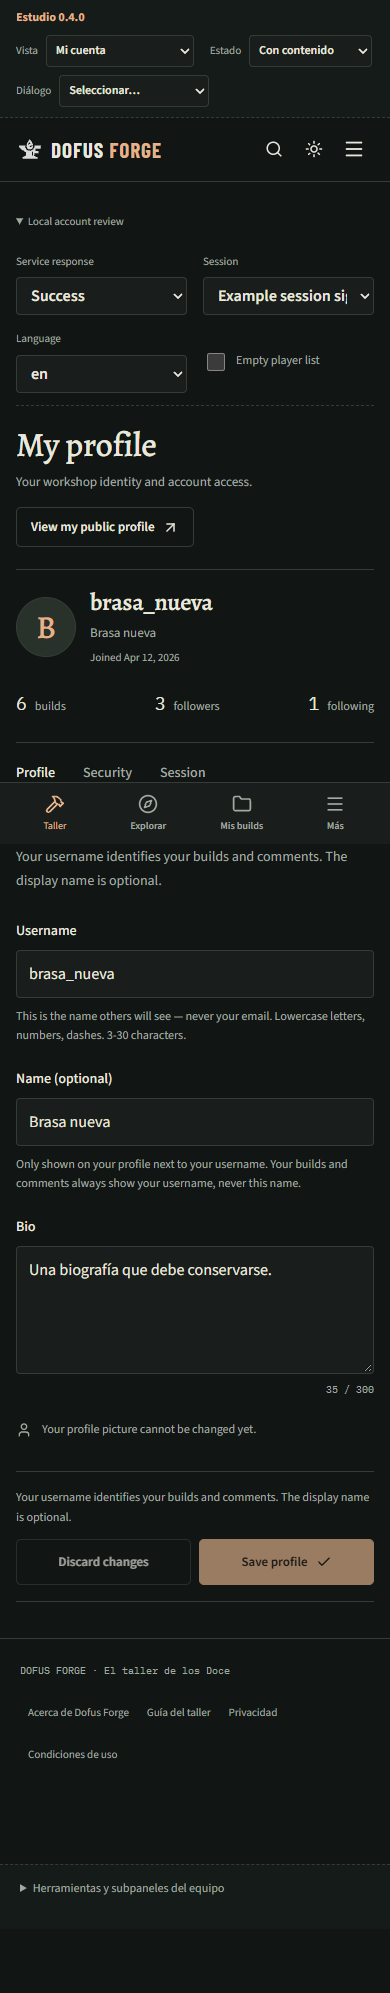 Estudio 0.4.0
Vista Mi cuenta Estado Con contenido
Diálogo Seleccionar...
DOFUS FORGE
▼ Local account review
Service response Session
Success Example session si
Language
en Empty player list
My profile
Your workshop identity and account access.
View my public profile
B
brasa_nueva
Brasa nueva
Joined Apr 12, 2026
6 builds 3 followers 1 following
Profile Security Session
Taller Explorar Mis builds Más
Your username identifies your builds and comments. The
display name is optional.
Username
brasa_nueva
This is the name others will see — never your email. Lowercase letters,
numbers, dashes. 3-30 characters.
Name (optional)
Brasa nueva
Only shown on your profile next to your username. Your builds and
comments always show your username, never this name.
Bio
Una biografía que debe conservarse.
35 / 300
Your profile picture cannot be changed yet.
Your username identifies your builds and comments. The display name
is optional.
Discard changes Save profile
DOFUS FORGE · El taller de los Doce
Acerca de Dofus Forge Guía del taller Privacidad
Condiciones de uso
▶ Herramientas y subpaneles del equipo